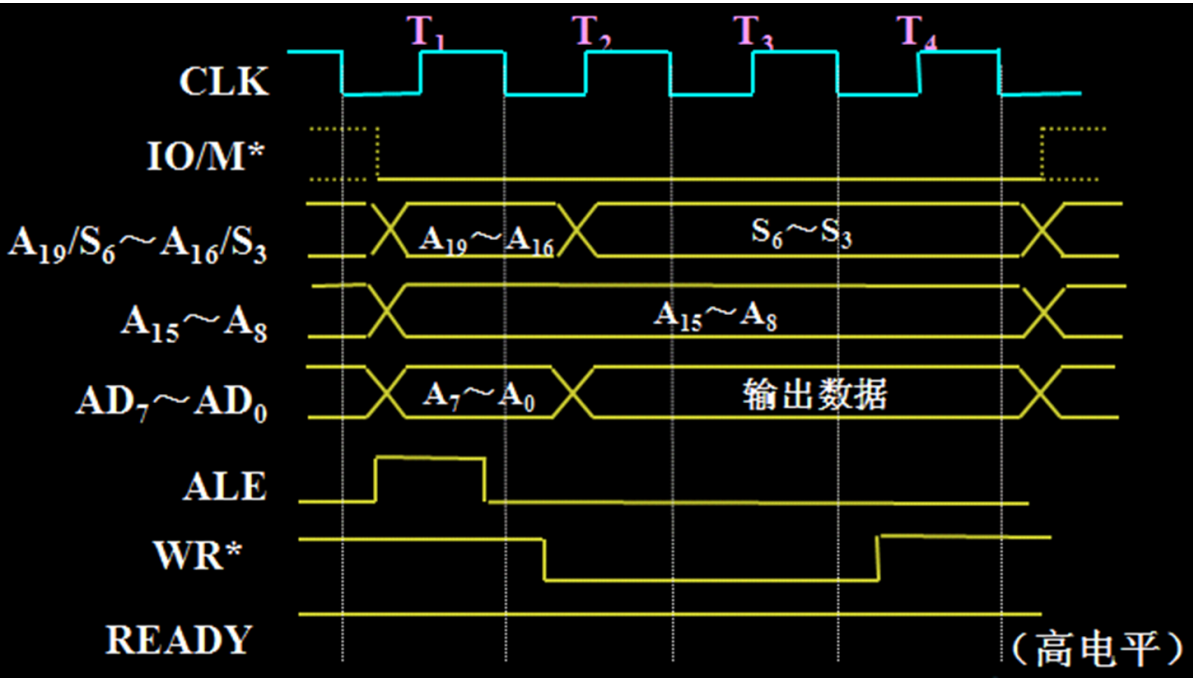 T₁ T₂ T₃ T₄
CLK
IO/M*
A₁₉/S₆～A₁₆/S₃ A₁₉～A₁₆ S₆～S₃
A₁₅～A₈ A₁₅～A₈
AD₇～AD₀ A₇～A₀ 输出数据
ALE
WR*
READY （高电平）